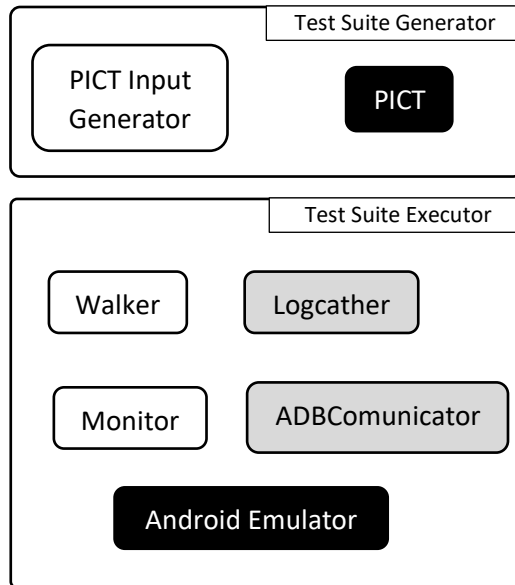 Test Suite Generator
PICT Input
Generator
PICT
Test Suite Executor
Walker
Logcather
Monitor
ADBComunicator
Android Emulator